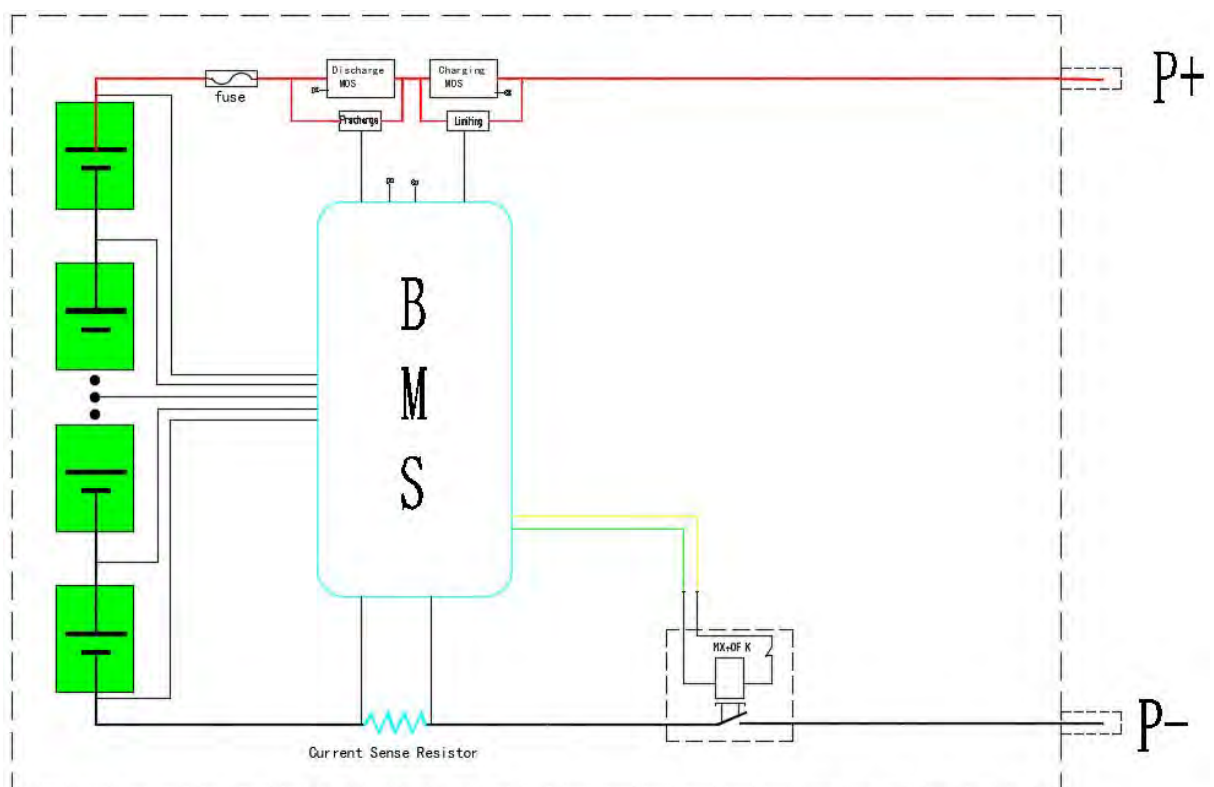 P+
Discharge
MOS
Charging
MOS
fuse
Precharge
Limiting
B
M
S
MX+OF K
P-
Current Sense Resistor